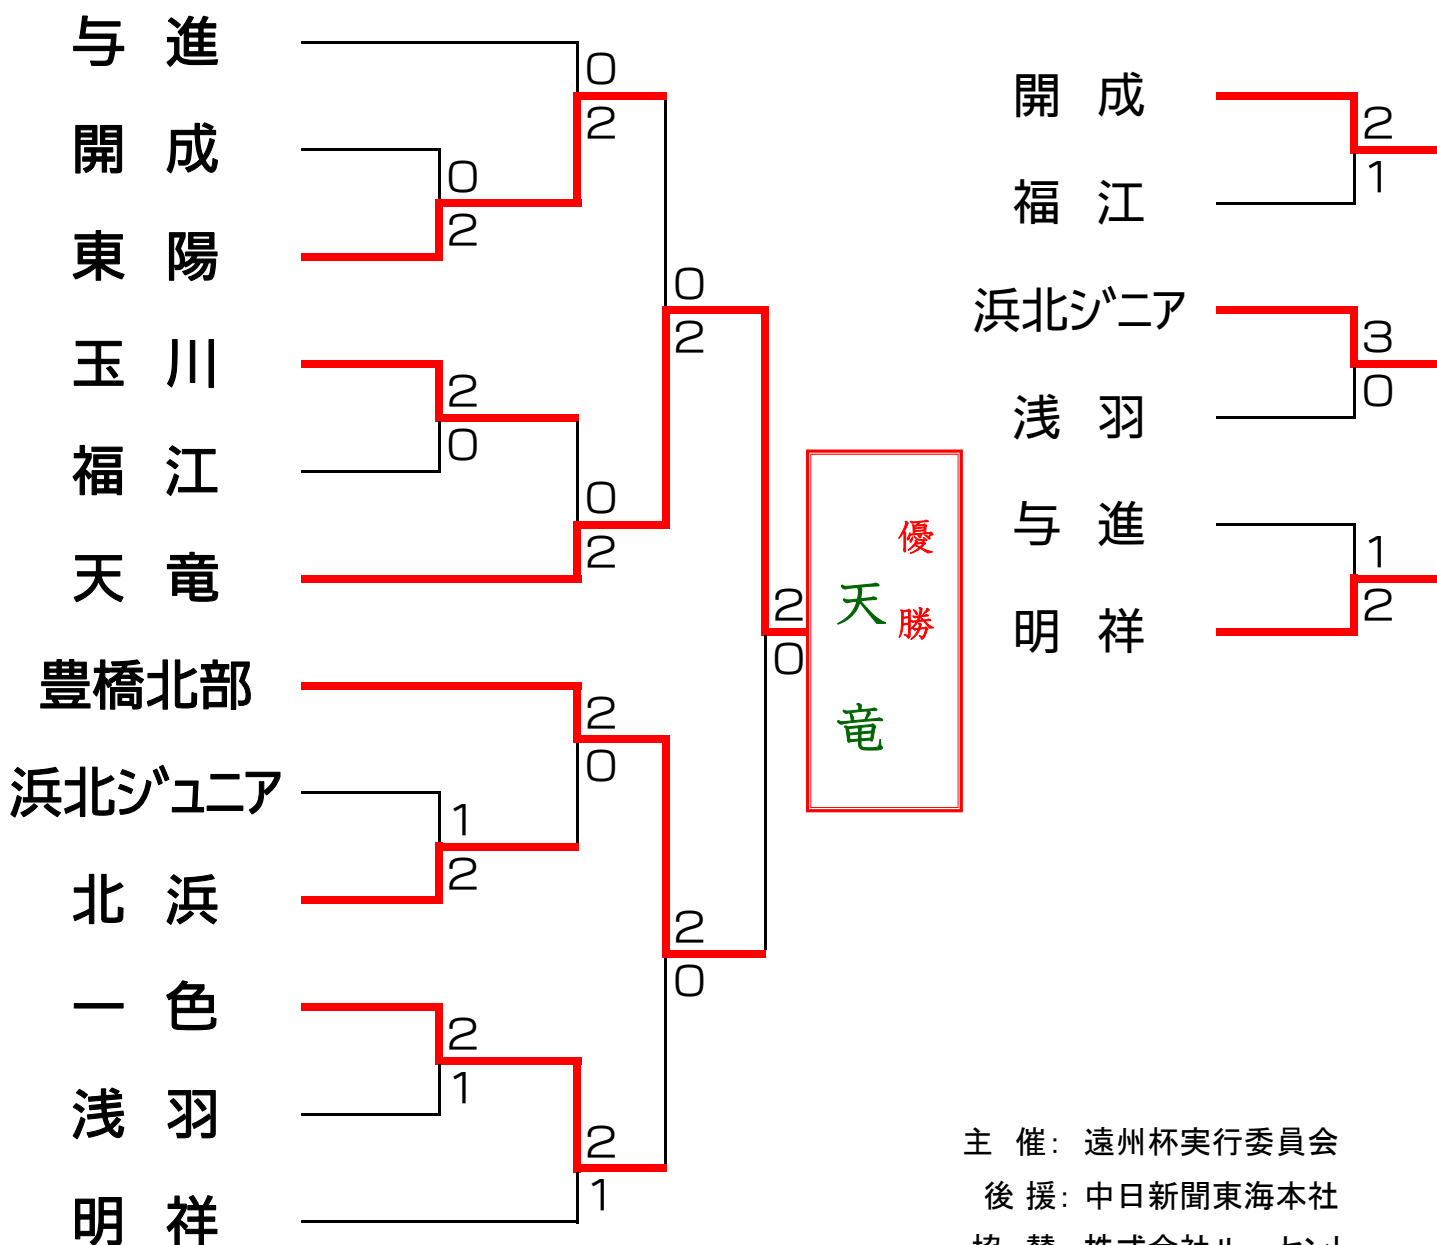 与 進
0
2
開 成
0
2
東 陽
0
2
玉 川
2
0
福 江
0
2
天 竜
2
0
豊橋北部
2
0
浜北ジュニア
1
2
北 浜
2
0
一 色
2
1
浅 羽
2
1
明 祥
優勝
天竜
開 成
2
1
福 江
浜北ジニア
3
0
浅 羽
与 進
1
2
明 祥
主 催： 遠州杯実行委員会
後 援： 中日新聞東海本社